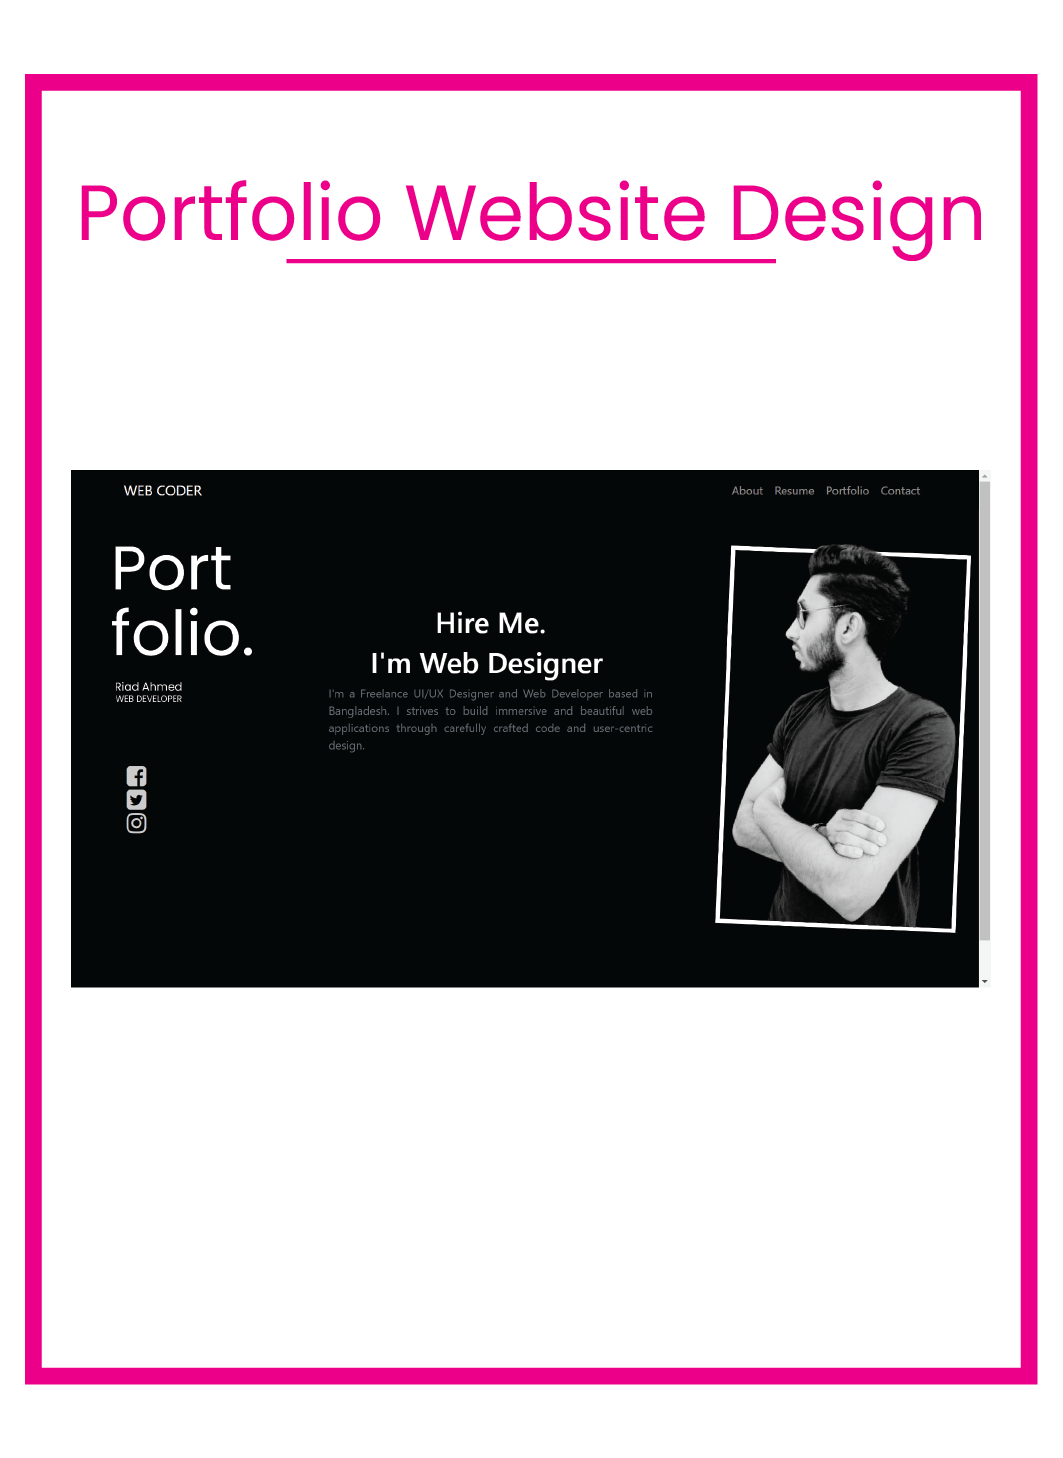 Portfolio Website Design
WEB CODER
About Resume Portfolio Contact
Port
folio.
Riad Ahmed
WEB DEVELOPER
Hire Me.
I'm Web Designer
I'm a Freelance UI/UX Designer and Web Developer based in
Bangladesh. I strives to build immersive and beautiful web
applications through carefully crafted code and user-centric
design.